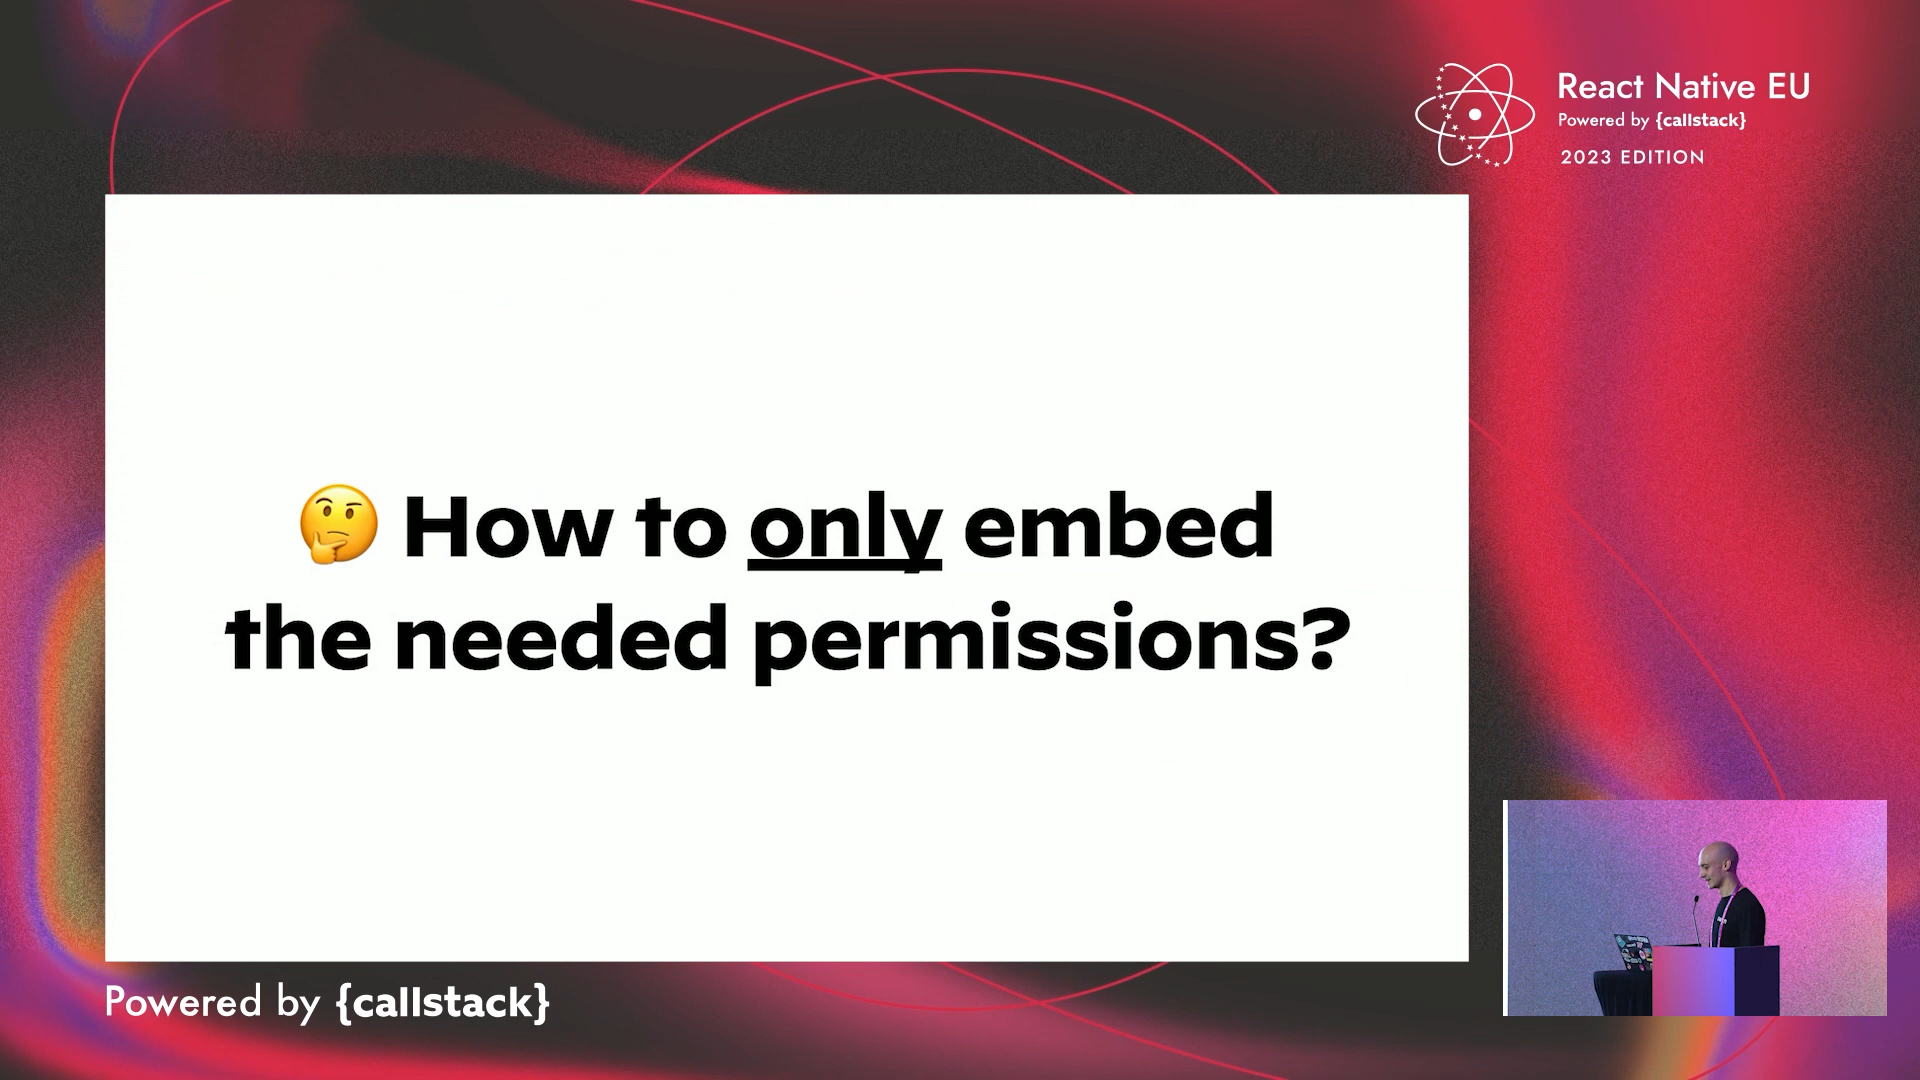 React Native EU
Powered by {callstack}
2023 EDITION
🤔 How to only embed
the needed permissions?
Powered by {callstack}